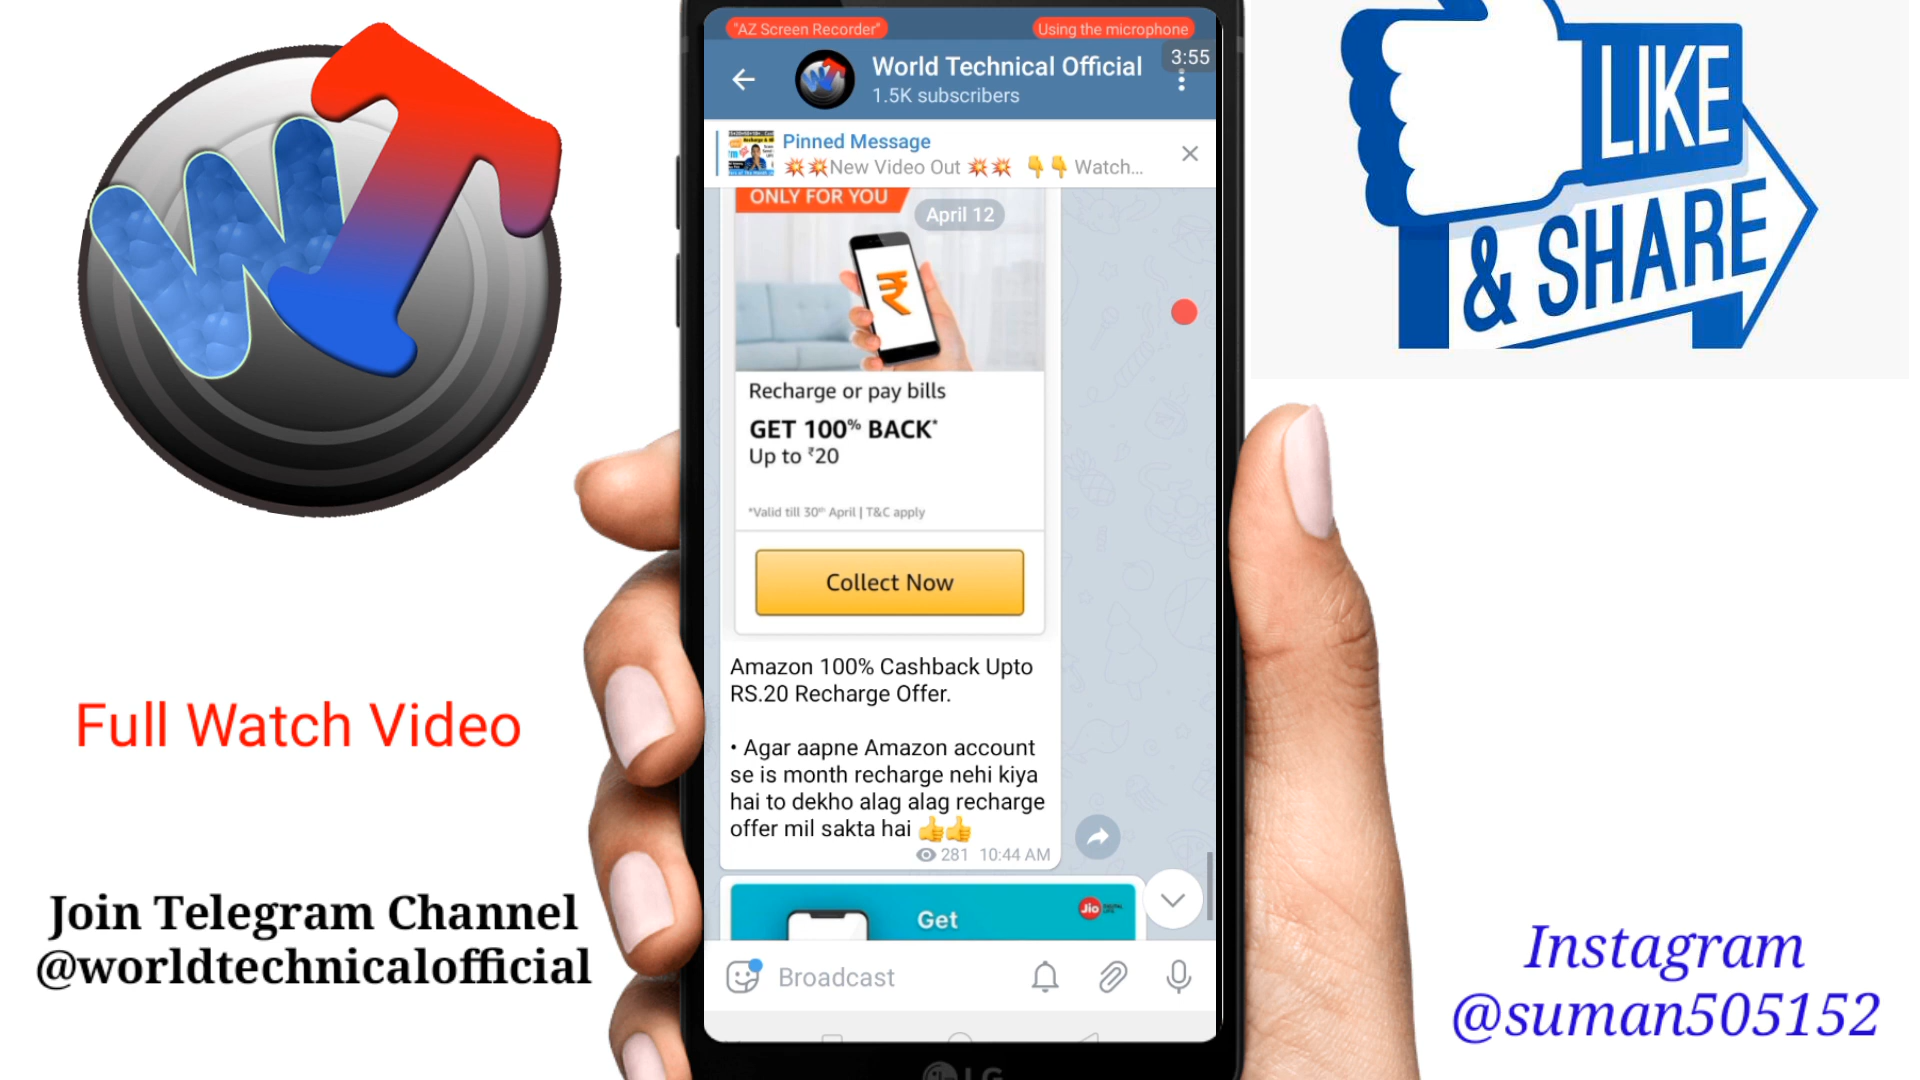 WT
"AZ Screen Recorder"
Using the microphone
World Technical Official
3:55
1.5K subscribers
Pinned Message
💥💥New Video Out 💥💥 👇👇 Watch...
ONLY FOR YOU
April 12
₹
Recharge or pay bills
GET 100% BACK*
Up to ₹20
*Valid till 30th April | T&C apply
Collect Now
Amazon 100% Cashback Upto
RS.20 Recharge Offer.
• Agar aapne Amazon account
se is month recharge nehi kiya
hai to dekho alag alag recharge
offer mil sakta hai 👍👍
281 10:44 AM
Get
Jio
Broadcast
LG
LIKE
& SHARE
Full Watch Video
Join Telegram Channel
@worldtechnicalofficial
Instagram
@suman505152